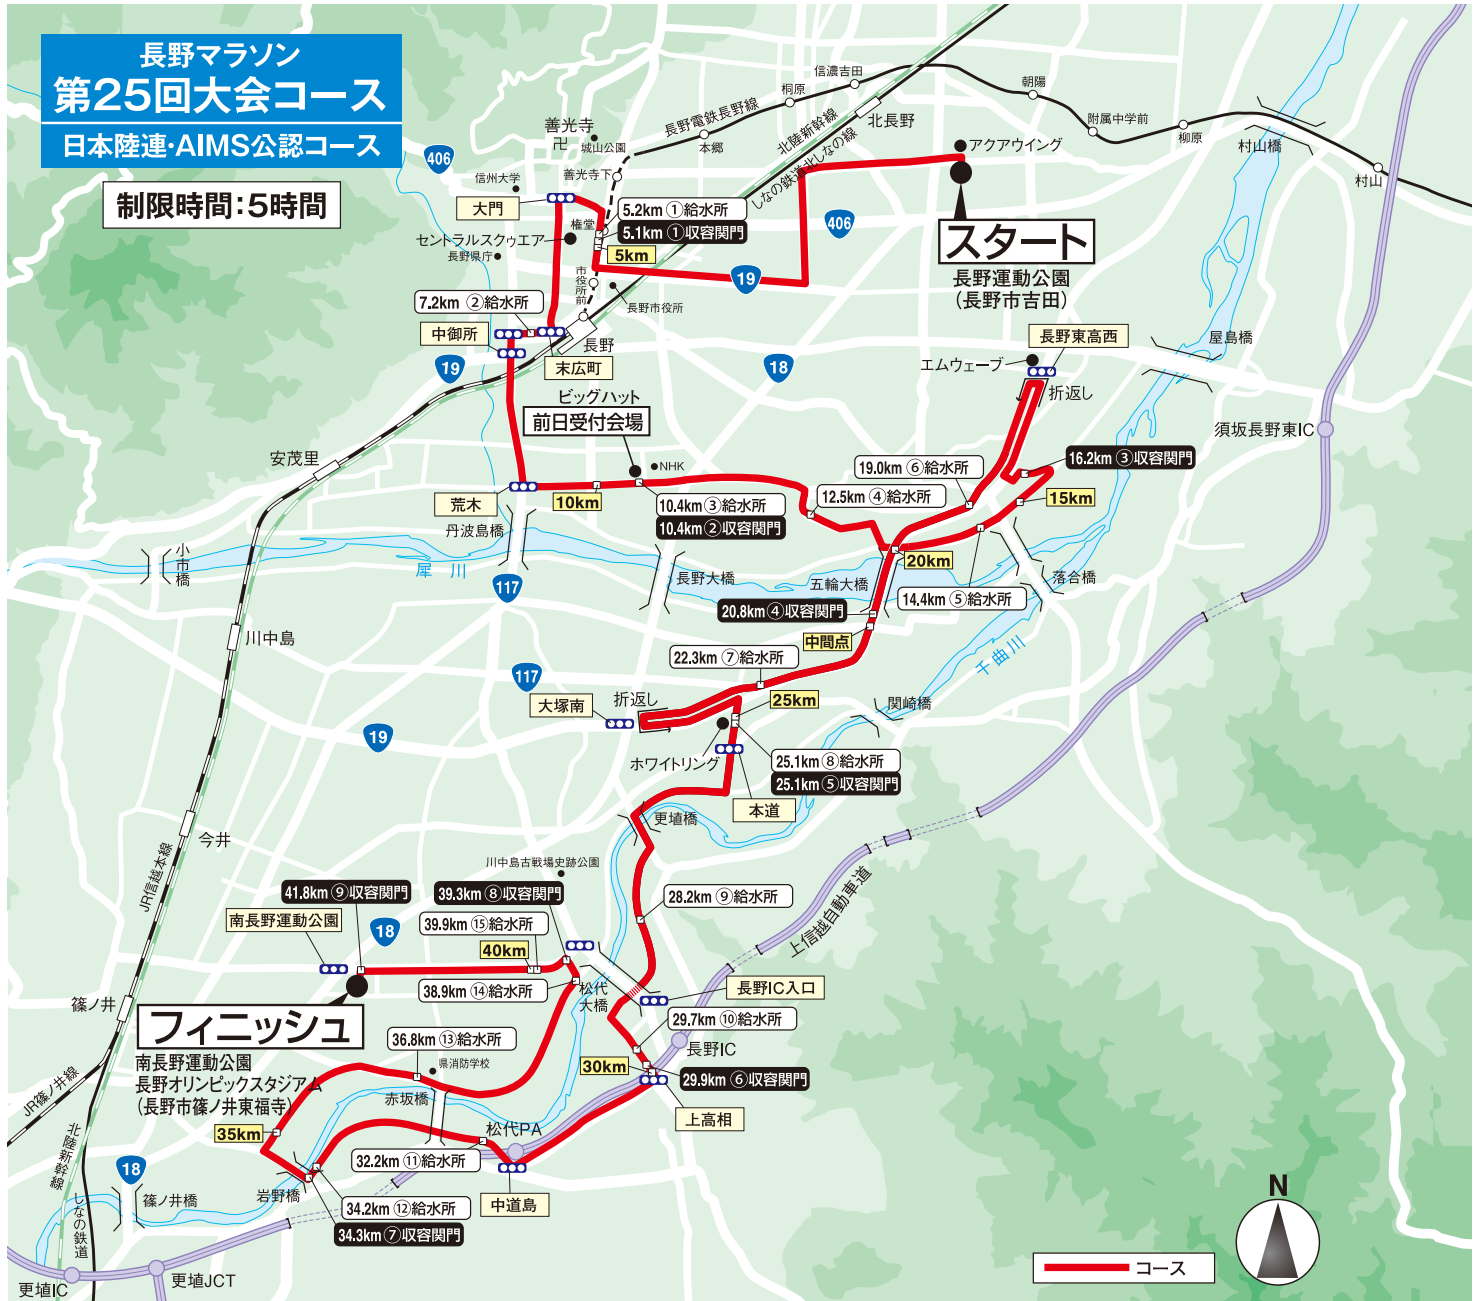 長野マラソン
第25回大会コース
日本陸連・AIMS公認コース
制限時間：5時間
406
善光寺
卍
城山公園
信州大学
善光寺下
大門
権堂
セントラルスクゥエア
長野県庁
5.2km ①給水所
5.1km ①収容関門
5km
市役所前
長野市役所
長野電鉄長野線
本郷
桐原
信濃吉田
北陸新幹線
しなの鉄道北しなの線
北長野
朝陽
附属中学前
柳原
村山橋
村山
アクアウイング
スタート
長野運動公園
（長野市吉田）
406
19
7.2km ②給水所
中御所
19
長野
末広町
18
エムウェーブ
長野東高西
折返し
屋島橋
須坂長野東IC
ビッグハット
前日受付会場
NHK
安茂里
荒木
10km
10.4km ③給水所
10.4km ②収容関門
12.5km ④給水所
19.0km ⑥給水所
16.2km ③収容関門
15km
丹波島橋
小市橋
犀川
117
長野大橋
五輪大橋
20km
14.4km ⑤給水所
落合橋
20.8km ④収容関門
中間点
千曲川
川中島
22.3km ⑦給水所
117
大塚南
折返し
25km
関崎橋
19
ホワイトリング
25.1km ⑧給水所
25.1km ⑤収容関門
本道
更埴橋
今井
JR信越本線
川中島古戦場史跡公園
上信越自動車道
41.8km ⑨収容関門
39.3km ⑧収容関門
28.2km ⑨給水所
南長野運動公園
18
39.9km ⑮給水所
40km
38.9km ⑭給水所
松代大橋
長野IC入口
篠ノ井
フィニッシュ
南長野運動公園
長野オリンピックスタジアム
（長野市篠ノ井東福寺）
36.8km ⑬給水所
県消防学校
29.7km ⑩給水所
長野IC
30km
29.9km ⑥収容関門
上高相
JR篠ノ井線
赤坂橋
35km
松代PA
32.2km ⑪給水所
北陸新幹線
しなの鉄道
18
篠ノ井橋
岩野橋
34.2km ⑫給水所
34.3km ⑦収容関門
中道島
更埴IC
更埴JCT
N
コース